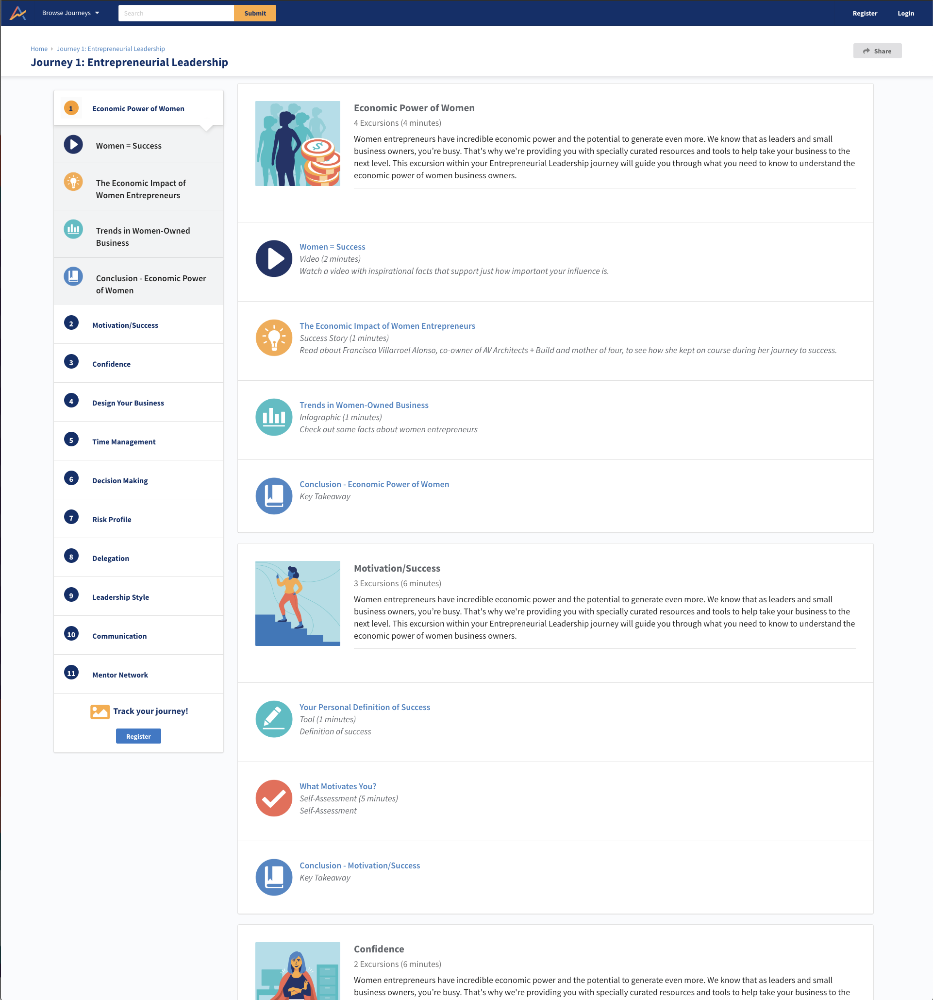 Browse Journeys
Search
Submit
Register
Login
Home
Journey 1: Entrepreneurial Leadership
Journey 1: Entrepreneurial Leadership
Share
1
Economic Power of Women
Women = Success
The Economic Impact of
Women Entrepreneurs
Trends in Women-Owned
Business
Conclusion - Economic Power
of Women
2
Motivation/Success
3
Confidence
4
Design Your Business
5
Time Management
6
Decision Making
7
Risk Profile
8
Delegation
9
Leadership Style
10
Communication
11
Mentor Network
Track your journey!
Register
$
Economic Power of Women
4 Excursions (4 minutes)
Women entrepreneurs have incredible economic power and the potential to generate even more. We know that as leaders and small
business owners, you’re busy. That's why we're providing you with specially curated resources and tools to help take your business to the
next level. This excursion within your Entrepreneurial Leadership journey will guide you through what you need to know to understand the
economic power of women business owners.
Women = Success
Video (2 minutes)
Watch a video with inspirational facts that support just how important your influence is.
The Economic Impact of Women Entrepreneurs
Success Story (1 minutes)
Read about Francisca Villarroel Alonso, co-owner of AV Architects + Build and mother of four, to see how she kept on course during her journey to success.
Trends in Women-Owned Business
Infographic (1 minutes)
Check out some facts about women entrepreneurs
Conclusion - Economic Power of Women
Key Takeaway
Motivation/Success
3 Excursions (6 minutes)
Women entrepreneurs have incredible economic power and the potential to generate even more. We know that as leaders and small
business owners, you’re busy. That's why we're providing you with specially curated resources and tools to help take your business to the
next level. This excursion within your Entrepreneurial Leadership journey will guide you through what you need to know to understand the
economic power of women business owners.
Your Personal Definition of Success
Tool (1 minutes)
Definition of success
What Motivates You?
Self-Assessment (5 minutes)
Self-Assessment
Conclusion - Motivation/Success
Key Takeaway
Confidence
2 Excursions (6 minutes)
Women entrepreneurs have incredible economic power and the potential to generate even more. We know that as leaders and small
business owners, you’re busy. That's why we're providing you with specially curated resources and tools to help take your business to the